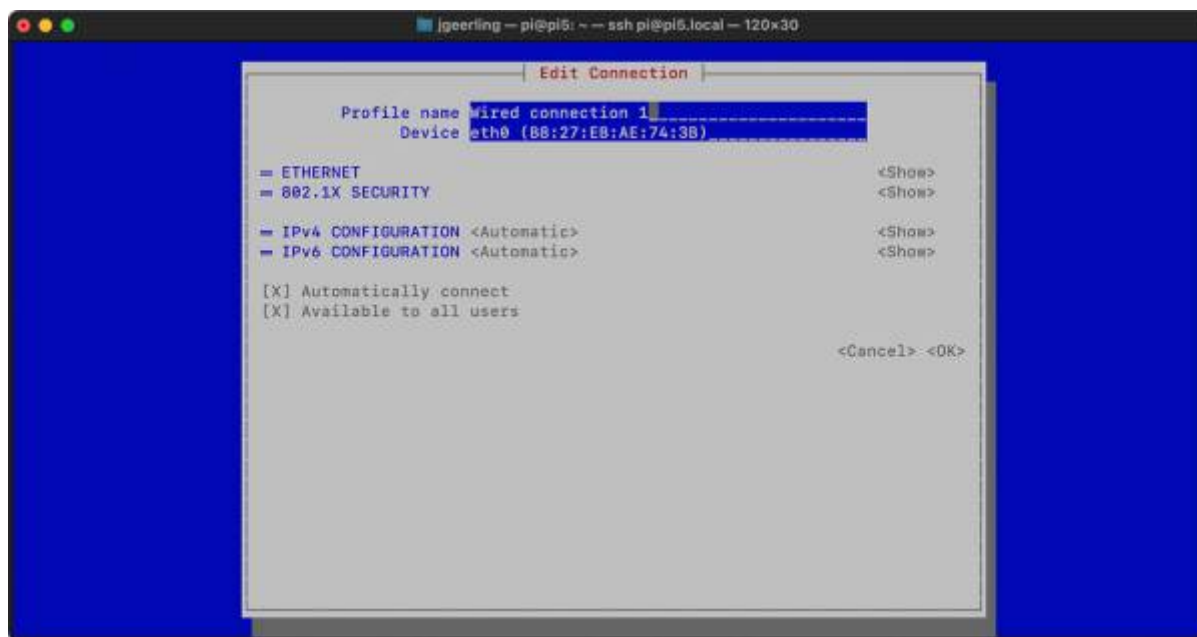 jgeerling — pi@pi5: ~ — ssh pi@pi5.local — 120×30
Edit Connection
Profile name Wired connection 1
Device eth0 (B8:27:EB:AE:74:3B)
= ETHERNET <Show>
= 802.1X SECURITY <Show>
= IPv4 CONFIGURATION <Automatic> <Show>
= IPv6 CONFIGURATION <Automatic> <Show>
[X] Automatically connect
[X] Available to all users
<Cancel> <OK>